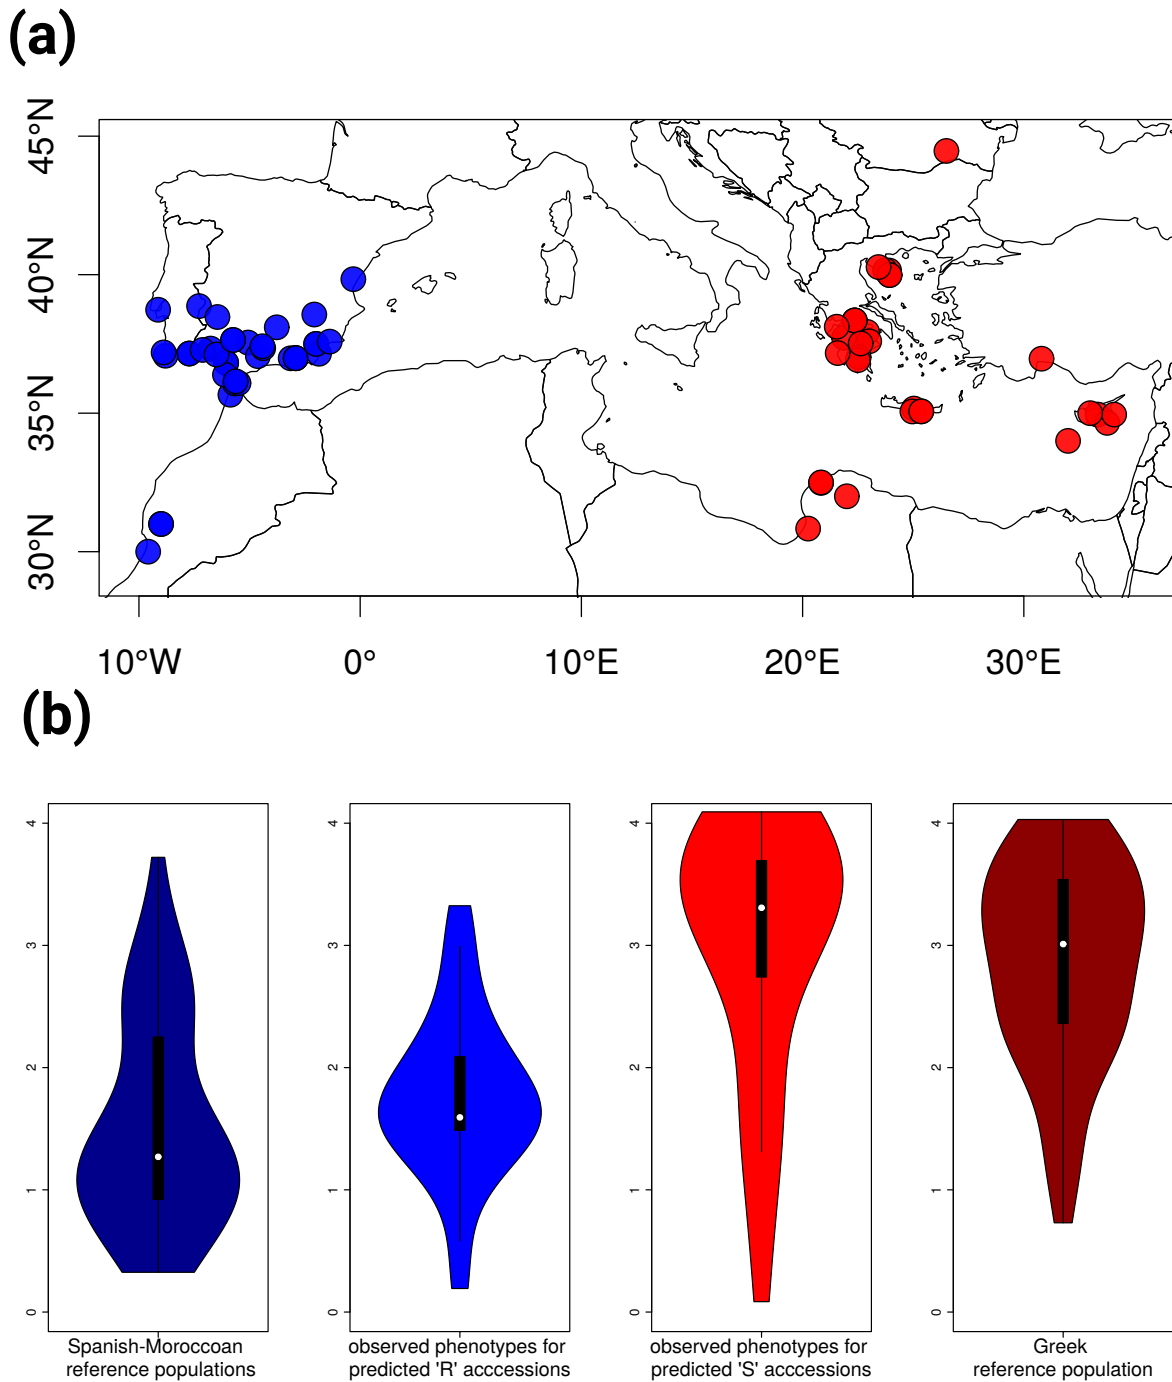 (a)
45°N
40°N
35°N
30°N
10°W 0° 10°E 20°E 30°E
(b)
4 4 4 4
3 3 3 3
2 2 2 2
1 1 1 1
0 0 0 0
Spanish-Moroccoan observed phenotypes for observed phenotypes for Greek
reference populations predicted 'R' acccessions predicted 'S' acccessions reference population